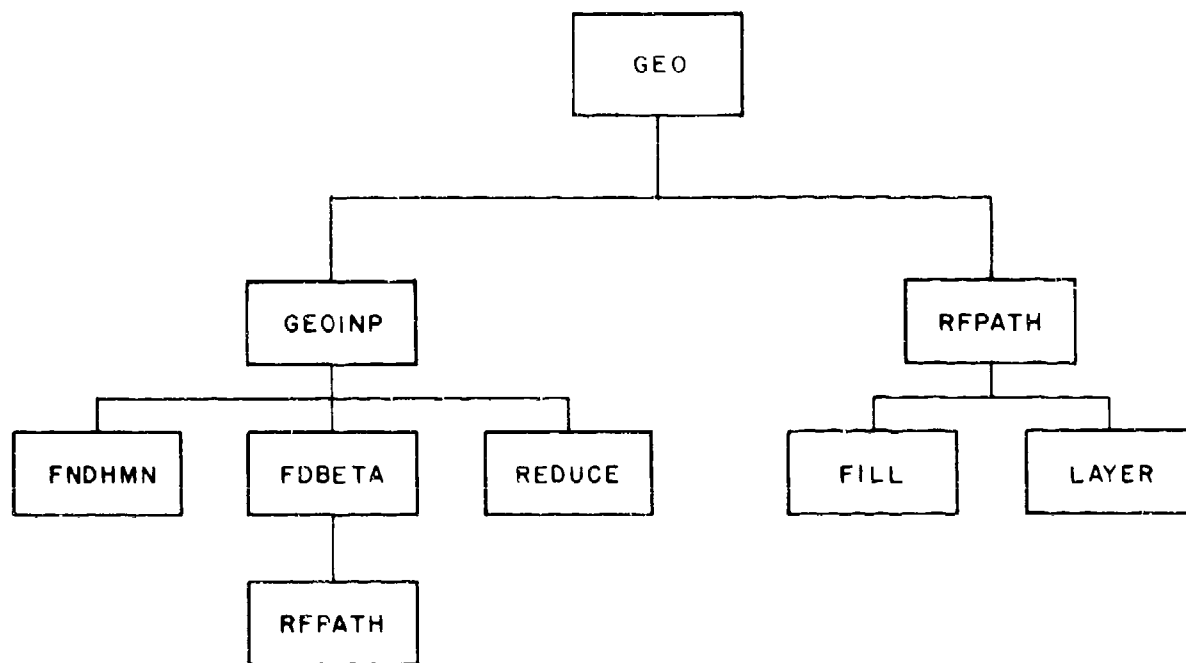 GEO
GEOINP
RFPATH
FNDHMN
FDBETA
REDUCE
FILL
LAYER
RFPATH